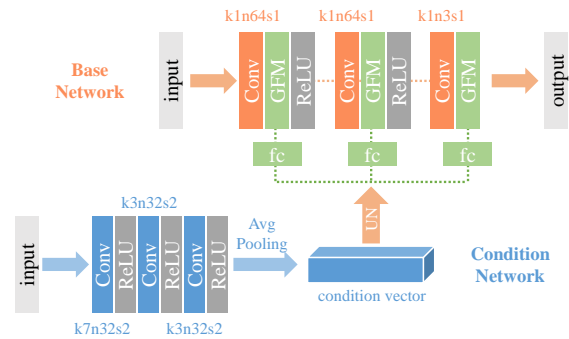 k1n64s1
k1n64s1
k1n3s1
Base
Network
input
Conv
GFM
ReLU
Conv
GFM
ReLU
Conv
GFM
output
fc
fc
fc
k3n32s2
UN
input
Conv
ReLU
Conv
ReLU
Conv
ReLU
Avg
Pooling
condition vector
Condition
Network
k7n32s2
k3n32s2